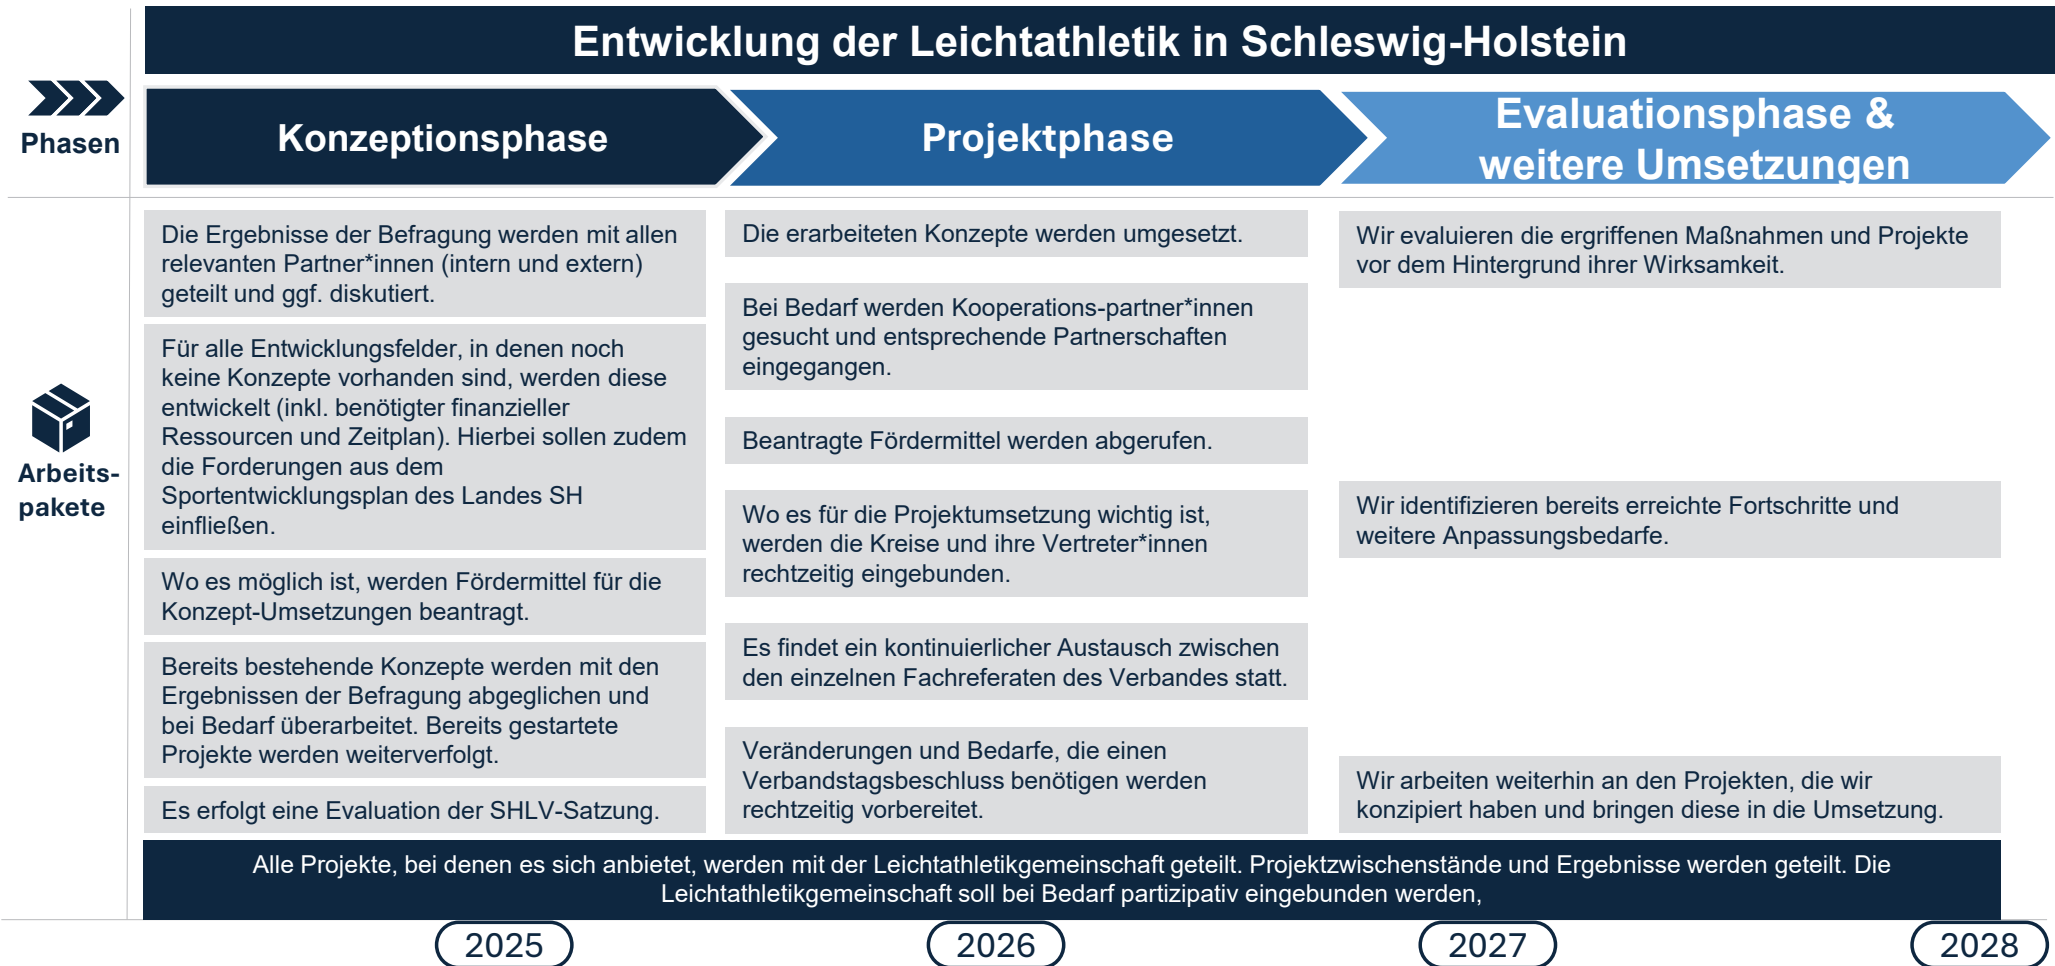 Entwicklung der Leichtathletik in Schleswig-Holstein
Phasen
Konzeptionsphase
Projektphase
Evaluationsphase &
weitere Umsetzungen
Arbeits-
pakete
Die Ergebnisse der Befragung werden mit allen
relevanten Partner*innen (intern und extern)
geteilt und ggf. diskutiert.
Für alle Entwicklungsfelder, in denen noch
keine Konzepte vorhanden sind, werden diese
entwickelt (inkl. benötigter finanzieller
Ressourcen und Zeitplan). Hierbei sollen zudem
die Forderungen aus dem
Sportentwicklungsplan des Landes SH
einfließen.
Wo es möglich ist, werden Fördermittel für die
Konzept-Umsetzungen beantragt.
Bereits bestehende Konzepte werden mit den
Ergebnissen der Befragung abgeglichen und
bei Bedarf überarbeitet. Bereits gestartete
Projekte werden weiterverfolgt.
Es erfolgt eine Evaluation der SHLV-Satzung.
Die erarbeiteten Konzepte werden umgesetzt.
Bei Bedarf werden Kooperations-partner*innen
gesucht und entsprechende Partnerschaften
eingegangen.
Beantragte Fördermittel werden abgerufen.
Wo es für die Projektumsetzung wichtig ist,
werden die Kreise und ihre Vertreter*innen
rechtzeitig eingebunden.
Es findet ein kontinuierlicher Austausch zwischen
den einzelnen Fachreferaten des Verbandes statt.
Veränderungen und Bedarfe, die einen
Verbandstagsbeschluss benötigen werden
rechtzeitig vorbereitet.
Wir evaluieren die ergriffenen Maßnahmen und Projekte
vor dem Hintergrund ihrer Wirksamkeit.
Wir identifizieren bereits erreichte Fortschritte und
weitere Anpassungsbedarfe.
Wir arbeiten weiterhin an den Projekten, die wir
konzipiert haben und bringen diese in die Umsetzung.
Alle Projekte, bei denen es sich anbietet, werden mit der Leichtathletikgemeinschaft geteilt. Projektzwischenstände und Ergebnisse werden geteilt. Die
Leichtathletikgemeinschaft soll bei Bedarf partizipativ eingebunden werden,
2025
2026
2027
2028